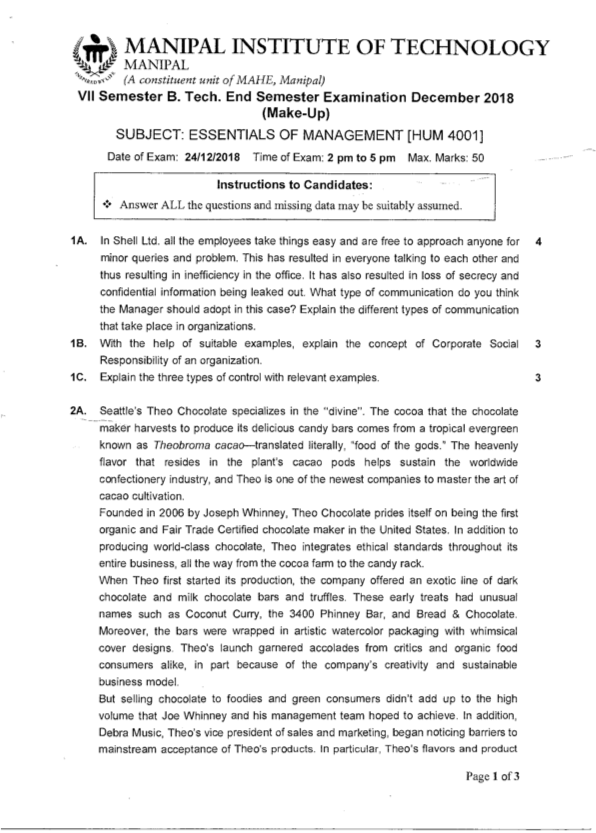 MANIPAL INSTITUTE OF TECHNOLOGY
MANIPAL
(A constituent unit of MAHE, Manipal)
INSPIRED BY LIFE
VII Semester B. Tech. End Semester Examination December 2018
(Make-Up)
SUBJECT: ESSENTIALS OF MANAGEMENT [HUM 4001]
Date of Exam: 24/12/2018 Time of Exam: 2 pm to 5 pm Max. Marks: 50
Instructions to Candidates:
❖ Answer ALL the questions and missing data may be suitably assumed.
1A. In Shell Ltd. all the employees take things easy and are free to approach anyone for 4
minor queries and problem. This has resulted in everyone talking to each other and
thus resulting in inefficiency in the office. It has also resulted in loss of secrecy and
confidential information being leaked out. What type of communication do you think
the Manager should adopt in this case? Explain the different types of communication
that take place in organizations.
1B. With the help of suitable examples, explain the concept of Corporate Social 3
Responsibility of an organization.
1C. Explain the three types of control with relevant examples. 3
2A. Seattle's Theo Chocolate specializes in the "divine". The cocoa that the chocolate
maker harvests to produce its delicious candy bars comes from a tropical evergreen
known as Theobroma cacao—translated literally, "food of the gods." The heavenly
flavor that resides in the plant's cacao pods helps sustain the worldwide
confectionery industry, and Theo is one of the newest companies to master the art of
cacao cultivation.
Founded in 2006 by Joseph Whinney, Theo Chocolate prides itself on being the first
organic and Fair Trade Certified chocolate maker in the United States. In addition to
producing world-class chocolate, Theo integrates ethical standards throughout its
entire business, all the way from the cocoa farm to the candy rack.
When Theo first started its production, the company offered an exotic line of dark
chocolate and milk chocolate bars and truffles. These early treats had unusual
names such as Coconut Curry, the 3400 Phinney Bar, and Bread & Chocolate.
Moreover, the bars were wrapped in artistic watercolor packaging with whimsical
cover designs. Theo's launch garnered accolades from critics and organic food
consumers alike, in part because of the company's creativity and sustainable
business model.
But selling chocolate to foodies and green consumers didn't add up to the high
volume that Joe Whinney and his management team hoped to achieve. In addition,
Debra Music, Theo's vice president of sales and marketing, began noticing barriers to
mainstream acceptance of Theo's products. In particular, Theo's flavors and product
Page 1 of 3